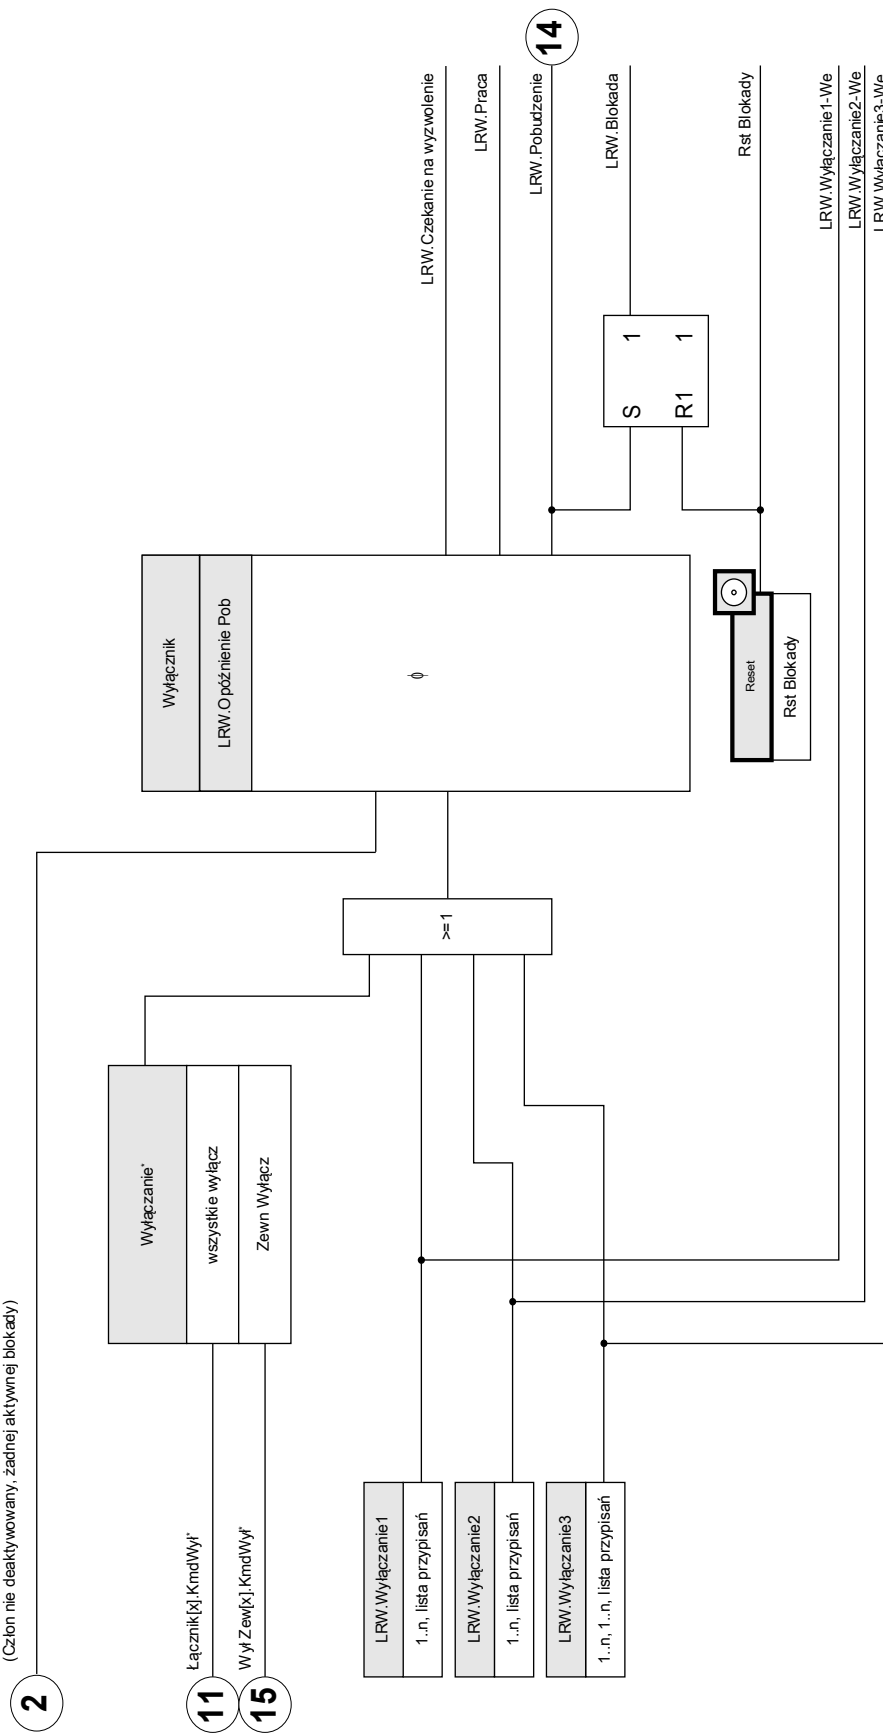 2
(Człon nie deaktywowany, żadnej aktywnej blokady)
11
Łącznik[x].KmdWył*
15
Wył Zew[x].KmdWył*
Wyłączanie*
wszystkie wyłącz
Zewn Wyłącz
LRW.Wyłączanie1
1..n, lista przypisań
LRW.Wyłączanie2
1..n, lista przypisań
LRW.Wyłączanie3
1..n, 1..n, lista przypisań
>=1
Wyłącznik
LRW.Opóźnienie Pob
ϕ
Reset
Rst Blokady
S 1
R1 1
LRW.Czekanie na wyzwolenie
LRW.Praca
LRW.Pobudzenie
14
LRW.Blokada
Rst Blokady
LRW.Wyłączanie1-We
LRW.Wyłączanie2-We
LRW.Wyłączanie3-We